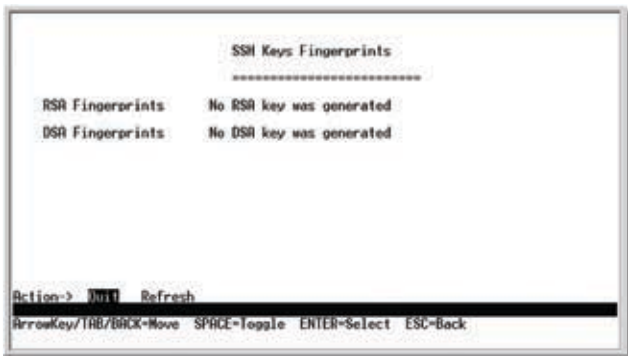 SSH Keys Fingerprints
=========================
RSA Fingerprints No RSA key was generated
DSA Fingerprints No DSA key was generated
Action-> Quit Refresh
ArrowKey/TAB/BACK=Move SPACE=Toggle ENTER=Select ESC=Back